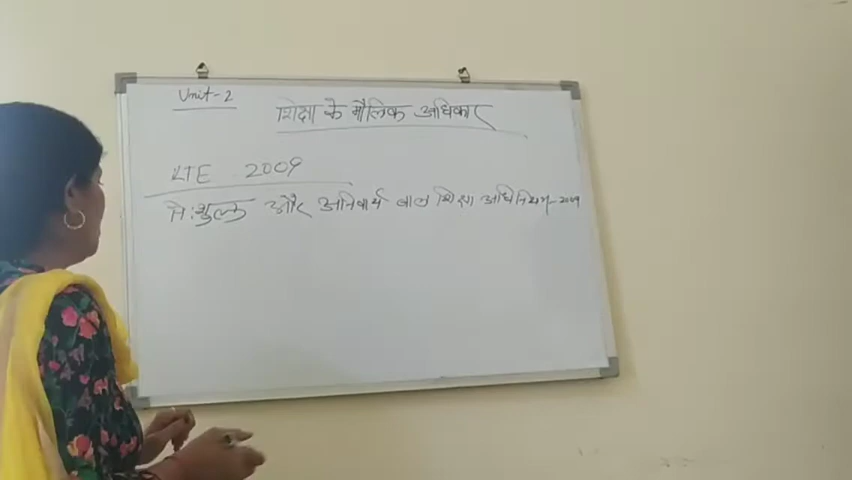 Unit-2
शिक्षा के मौलिक अधिकार
RTE 2009
नि:शुल्क और अनिवार्य बाल शिक्षा अधिनियम-2009